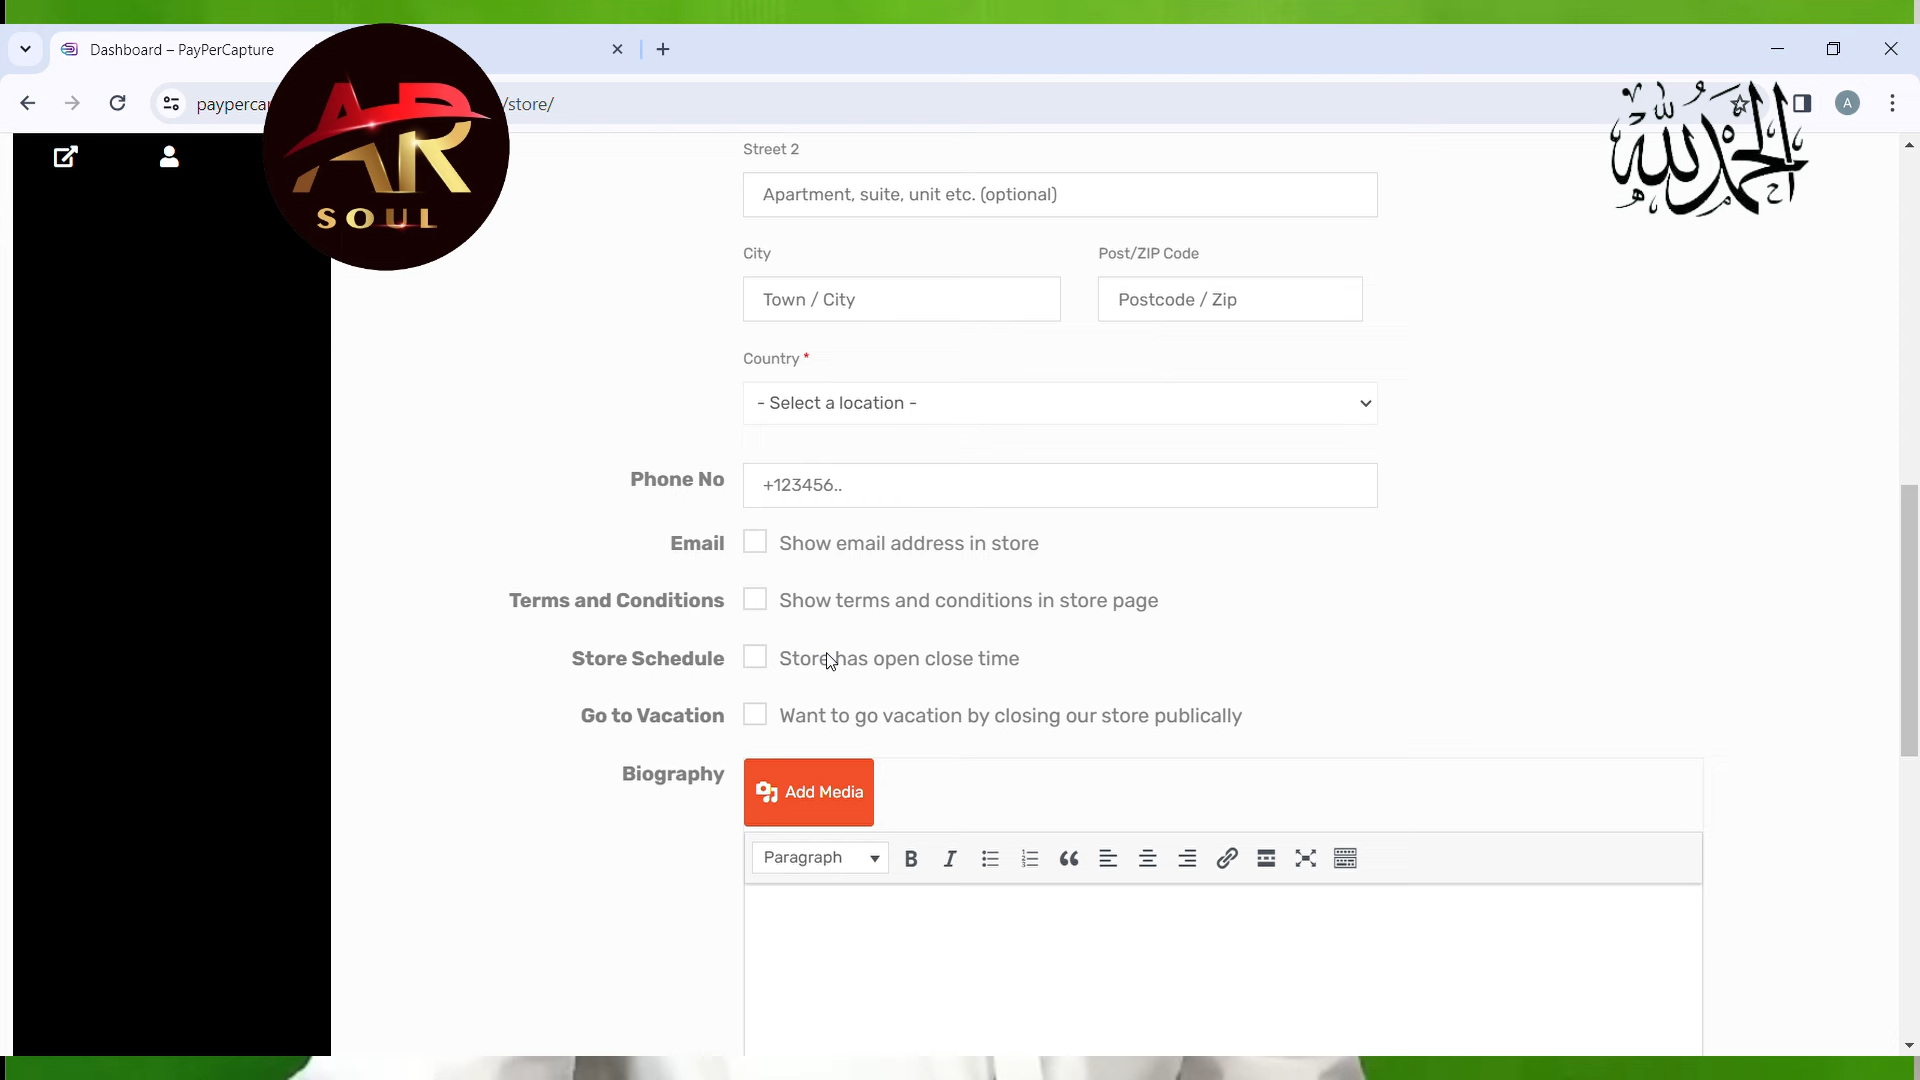 Dashboard – PayPerCapture
/store/
AR
SOUL
الحمد لله
Street 2
Apartment, suite, unit etc. (optional)
City
Post/ZIP Code
Town / City
Postcode / Zip
Country *
- Select a location -
Phone No
+123456..
Email
Show email address in store
Terms and Conditions
Show terms and conditions in store page
Store Schedule
Store has open close time
Go to Vacation
Want to go vacation by closing our store publically
Biography
Add Media
Paragraph
B
I
A